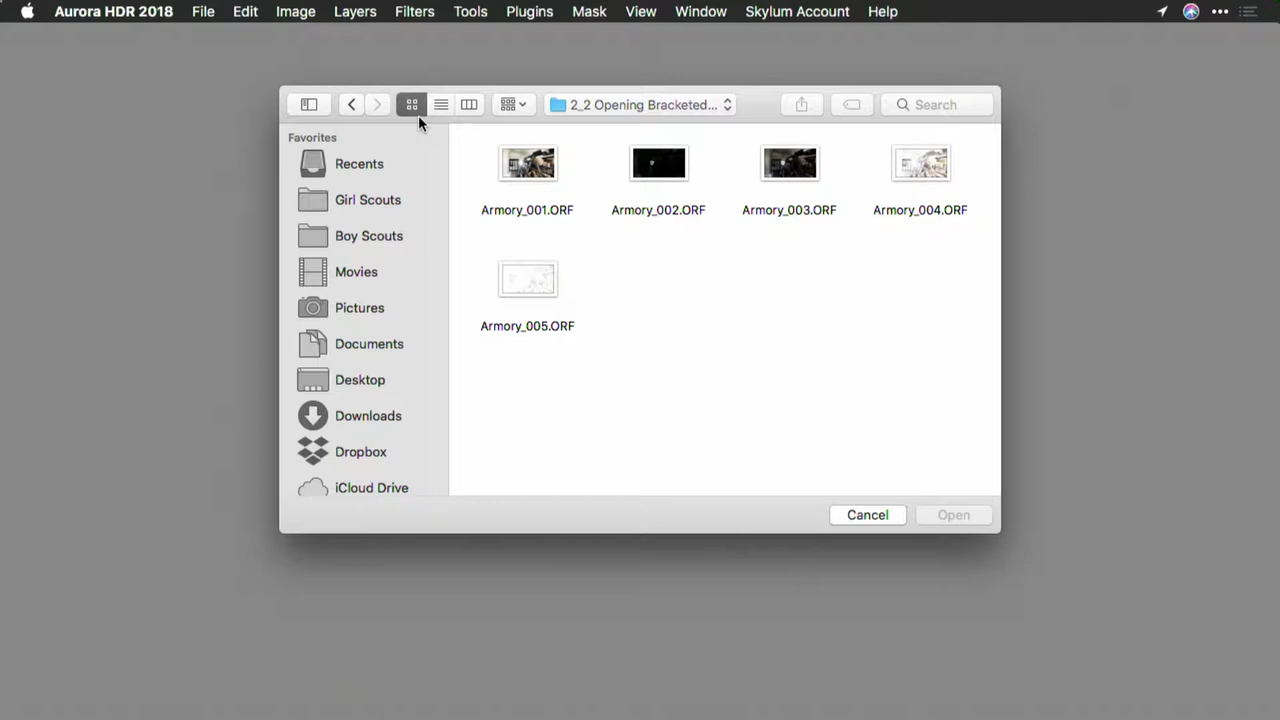 Aurora HDR 2018 File Edit Image Layers Filters Tools Plugins Mask View Window Skylum Account Help
2_2 Opening Bracketed... Search
Favorites
Recents
Girl Scouts
Boy Scouts
Movies
Pictures
Documents
Desktop
Downloads
Dropbox
iCloud Drive
Armory_001.ORF Armory_002.ORF Armory_003.ORF Armory_004.ORF
Armory_005.ORF
Cancel Open